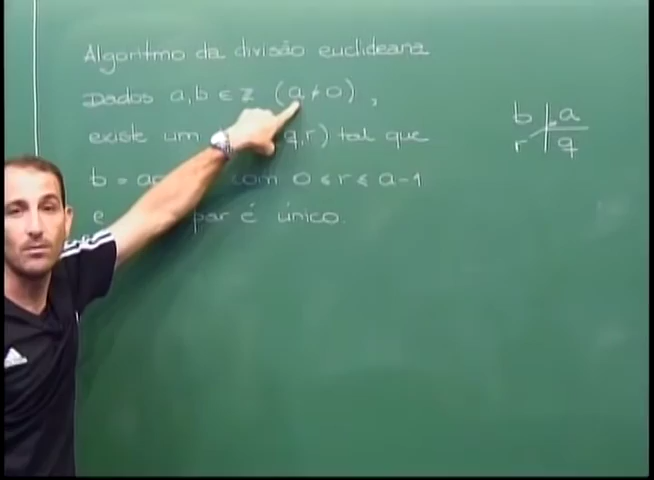 Algoritmo da divisão euclideana
Dados a,b ∈ ℤ (a ≠ 0),
existe um q,r) tal que
b = a com 0 ≤ r ≤ a-1
e par é único.
b a
r q